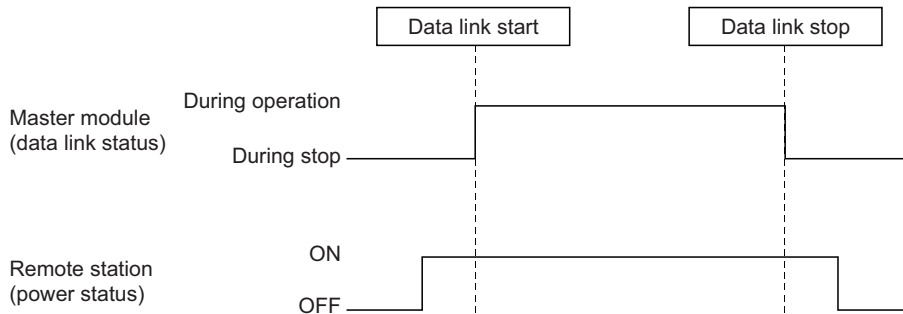 Data link start
Data link stop
During operation
Master module
(data link status)
During stop
ON
Remote station
(power status)
OFF